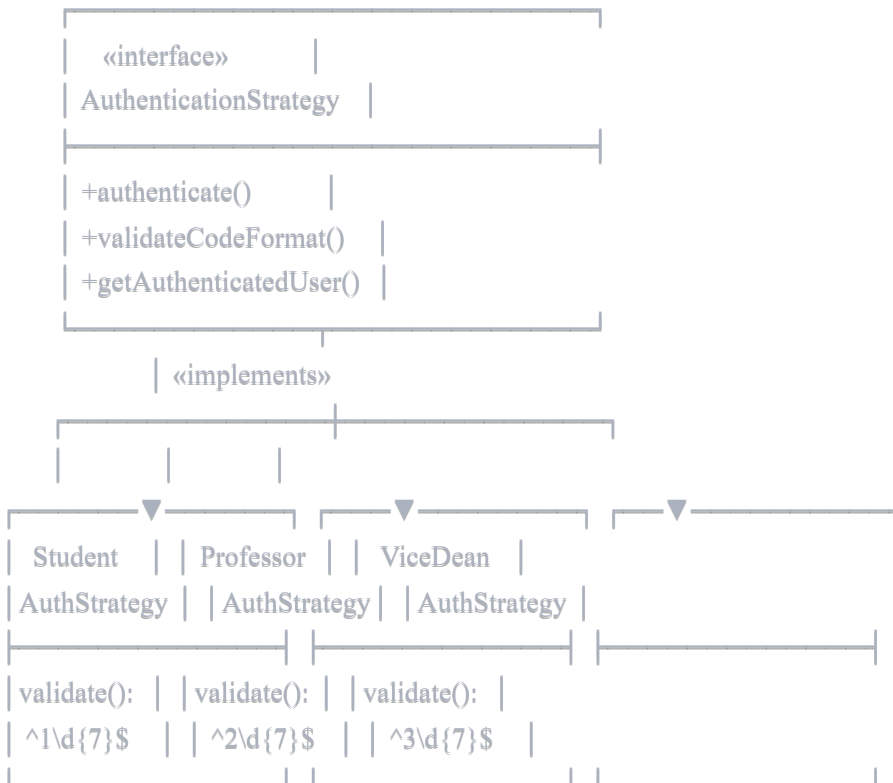 «interface»
AuthenticationStrategy
+authenticate()
+validateCodeFormat()
+getAuthenticatedUser()
«implements»
Student Professor ViceDean
AuthStrategy AuthStrategy AuthStrategy
validate(): validate(): validate():
^1\d{7}$ ^2\d{7}$ ^3\d{7}$